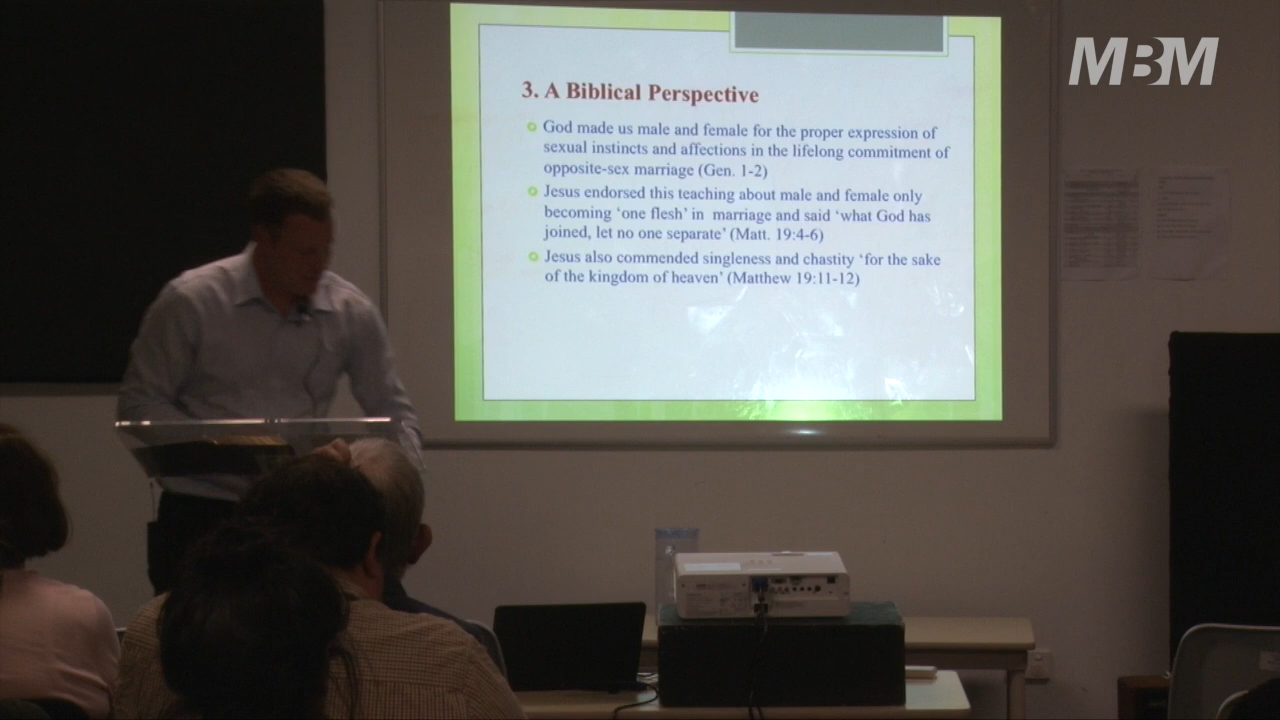 MBM
3. A Biblical Perspective
God made us male and female for the proper expression of
sexual instincts and affections in the lifelong commitment of
opposite-sex marriage (Gen. 1-2)
Jesus endorsed this teaching about male and female only
becoming ‘one flesh’ in marriage and said ‘what God has
joined, let no one separate’ (Matt. 19:4-6)
Jesus also commended singleness and chastity ‘for the sake
of the kingdom of heaven’ (Matthew 19:11-12)